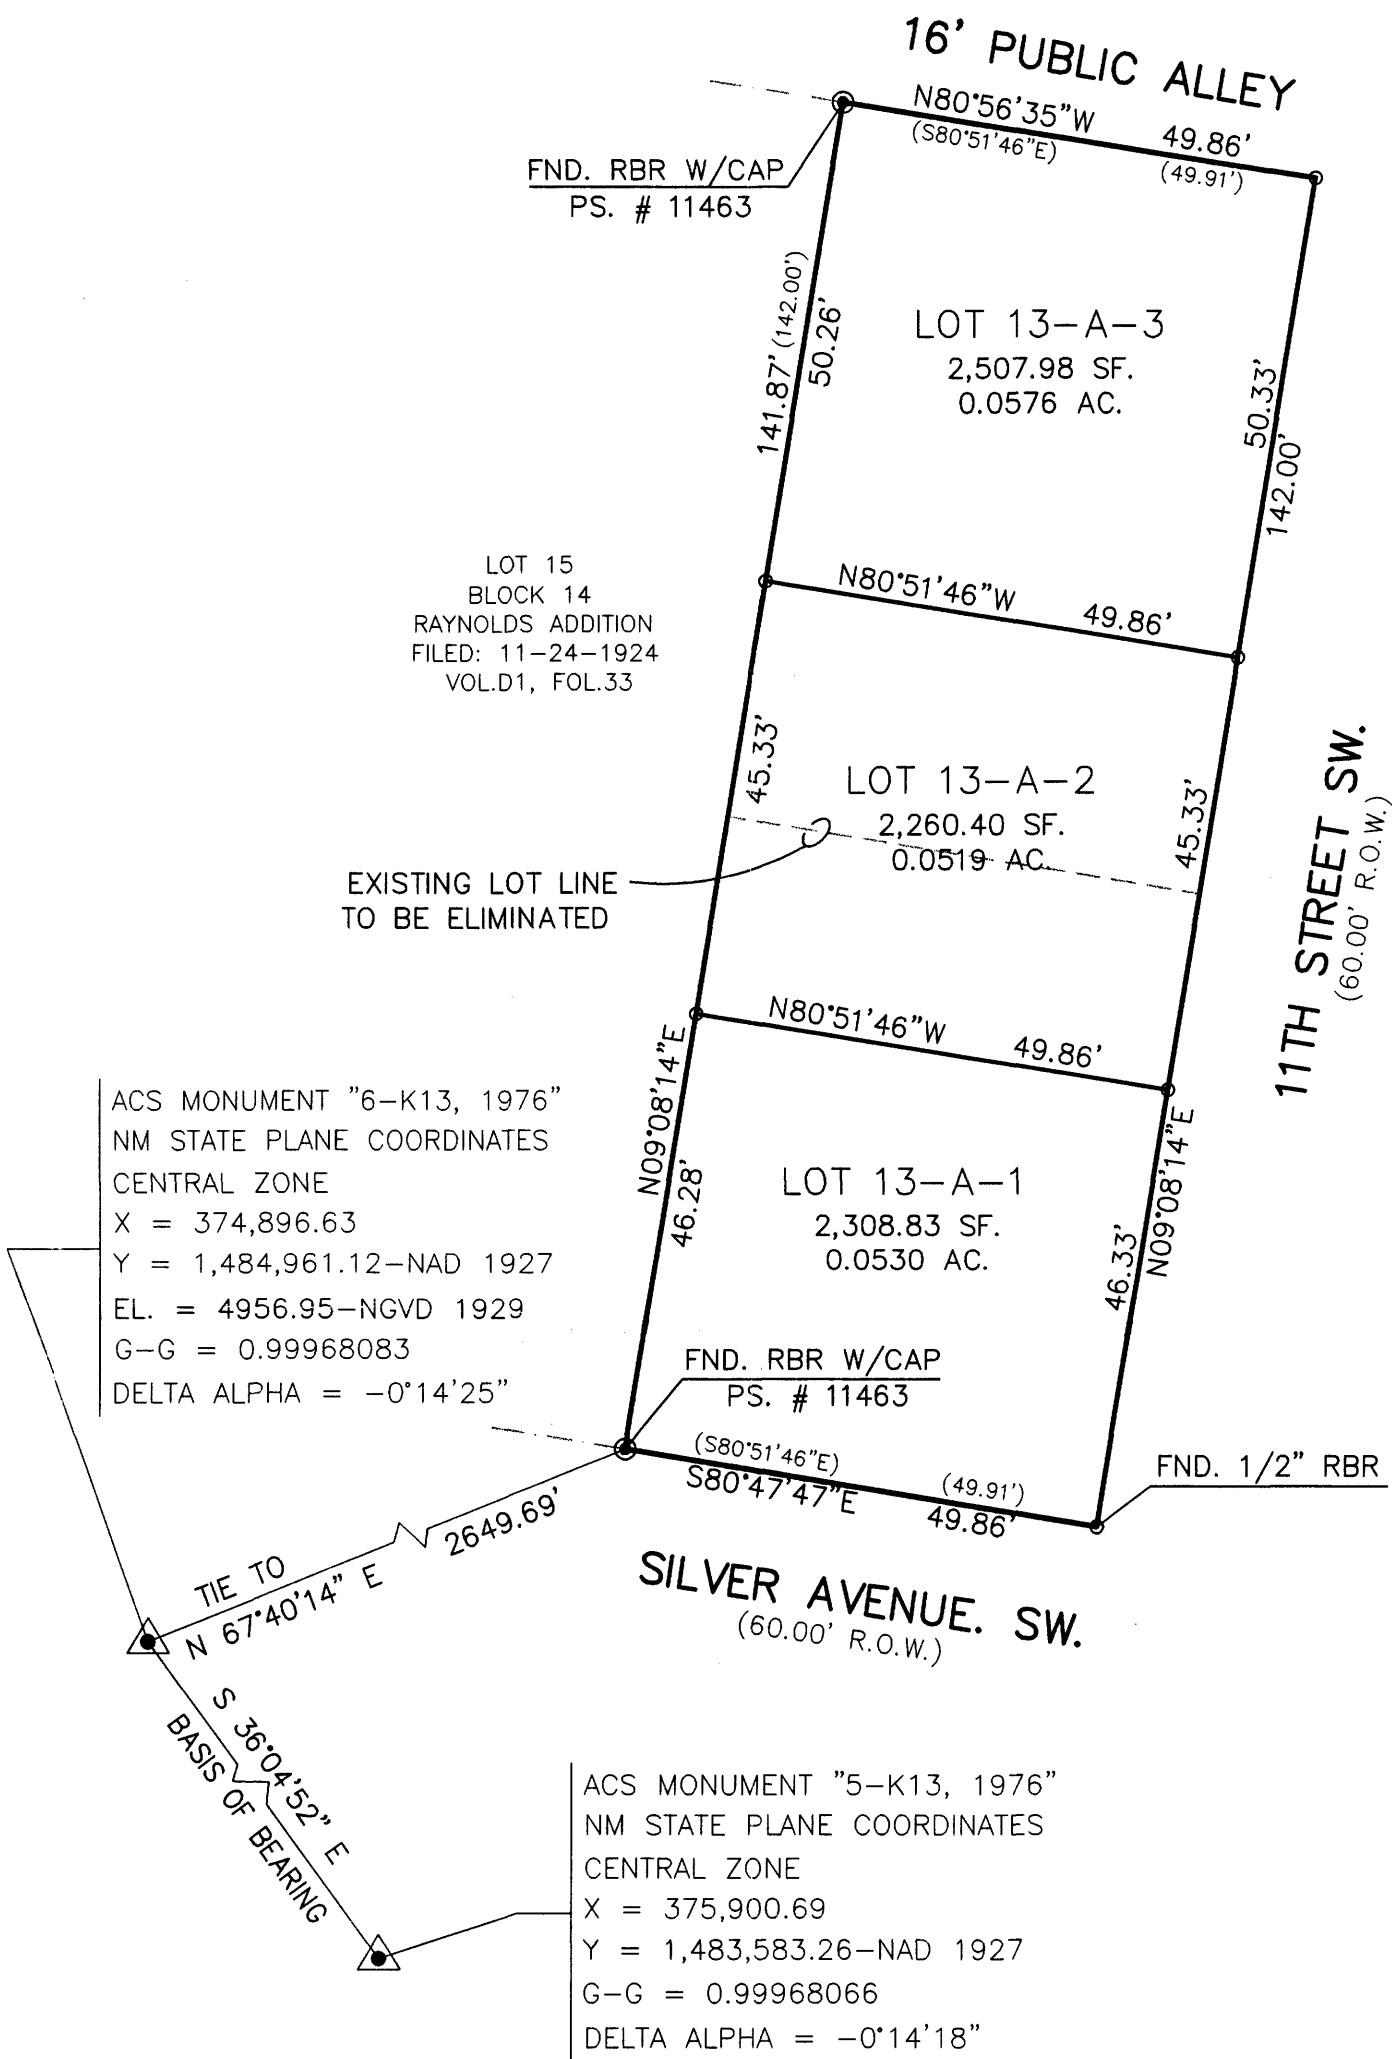 16' PUBLIC ALLEY
N80°56'35"W 49.86'
(S80°51'46"E) (49.91')
FND. RBR W/CAP
PS. # 11463
141.87' (142.00')
50.26'
LOT 13-A-3
2,507.98 SF.
0.0576 AC.
50.33'
142.00'
LOT 15
BLOCK 14
RAYNOLDS ADDITION
FILED: 11-24-1924
VOL.D1, FOL.33
N80°51'46"W 49.86'
45.33'
LOT 13-A-2
2,260.40 SF.
0.0519 AC.
45.33'
EXISTING LOT LINE
TO BE ELIMINATED
11TH STREET SW.
(60.00' R.O.W.)
N80°51'46"W 49.86'
N09°08'14"E
46.28'
LOT 13-A-1
2,308.83 SF.
0.0530 AC.
46.33'
N09°08'14"E
ACS MONUMENT "6-K13, 1976"
NM STATE PLANE COORDINATES
CENTRAL ZONE
X = 374,896.63
Y = 1,484,961.12-NAD 1927
EL. = 4956.95-NGVD 1929
G-G = 0.99968083
DELTA ALPHA = -0°14'25"
FND. RBR W/CAP
PS. # 11463
(S80°51'46"E) (49.91')
S80°47'47"E 49.86'
FND. 1/2" RBR
SILVER AVENUE. SW.
(60.00' R.O.W.)
TIE TO
N 67°40'14" E 2649.69'
S 36°04'52" E
BASIS OF BEARING
ACS MONUMENT "5-K13, 1976"
NM STATE PLANE COORDINATES
CENTRAL ZONE
X = 375,900.69
Y = 1,483,583.26-NAD 1927
G-G = 0.99968066
DELTA ALPHA = -0°14'18"